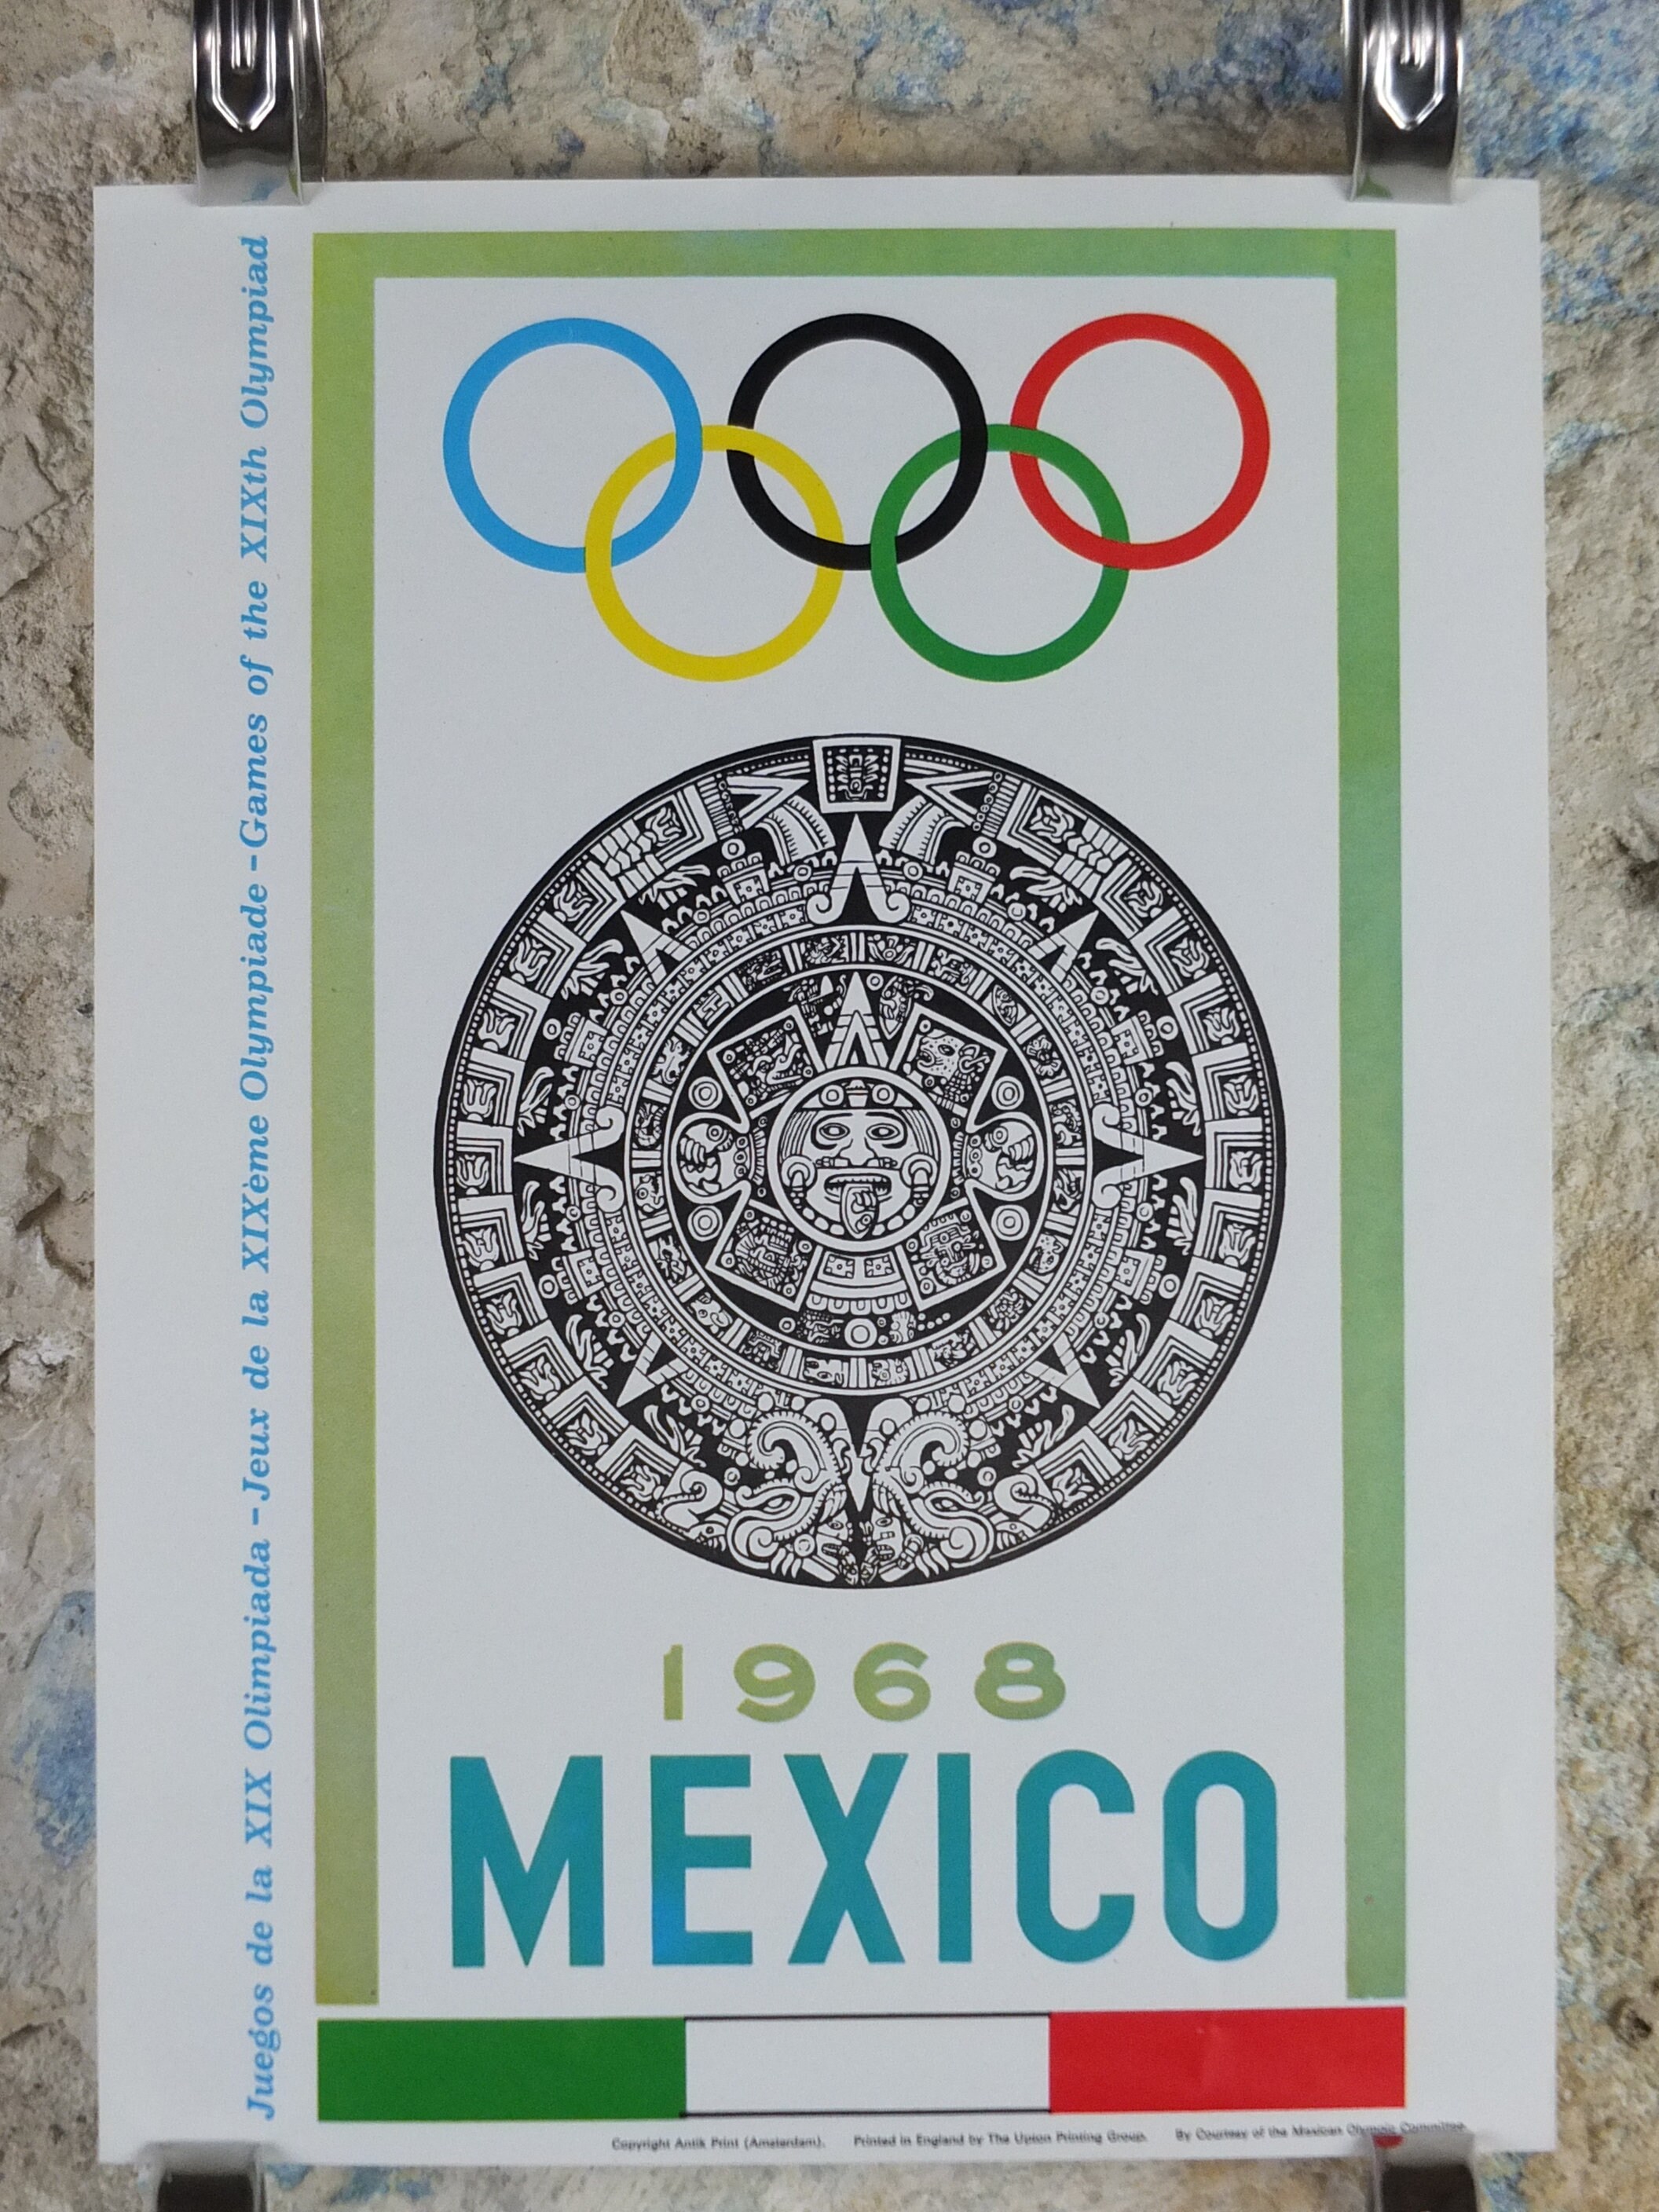 Juegos de la XIX Olimpiada - Jeux de la XIXème Olympiade - Games of the XIXth Olympiad
1968
MEXICO
Copyright Antik Print (Amsterdam). Printed in England by The Upton Printing Group. By Courtesy of the Mexican Olympic Committee.